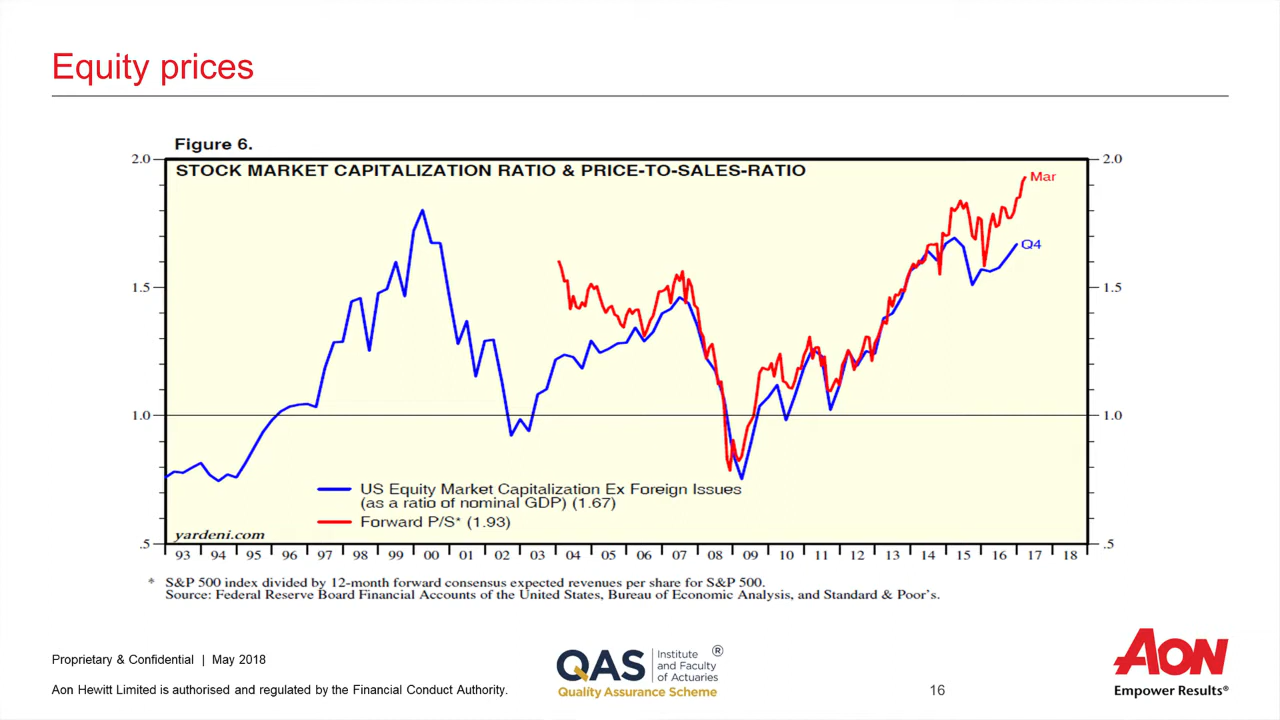 Equity prices
Figure 6.
STOCK MARKET CAPITALIZATION RATIO & PRICE-TO-SALES-RATIO
2.0
2.0
Mar
Q4
1.5
1.5
1.0
1.0
US Equity Market Capitalization Ex Foreign Issues
(as a ratio of nominal GDP) (1.67)
Forward P/S* (1.93)
yardeni.com
.5
.5
93 94 95 96 97 98 99 00 01 02 03 04 05 06 07 08 09 10 11 12 13 14 15 16 17 18
* S&P 500 index divided by 12-month forward consensus expected revenues per share for S&P 500.
Source: Federal Reserve Board Financial Accounts of the United States, Bureau of Economic Analysis, and Standard & Poor's.
Proprietary & Confidential | May 2018
Aon Hewitt Limited is authorised and regulated by the Financial Conduct Authority.
QAS
Institute
and Faculty
of Actuaries
®
Quality Assurance Scheme
16
AON
Empower Results®